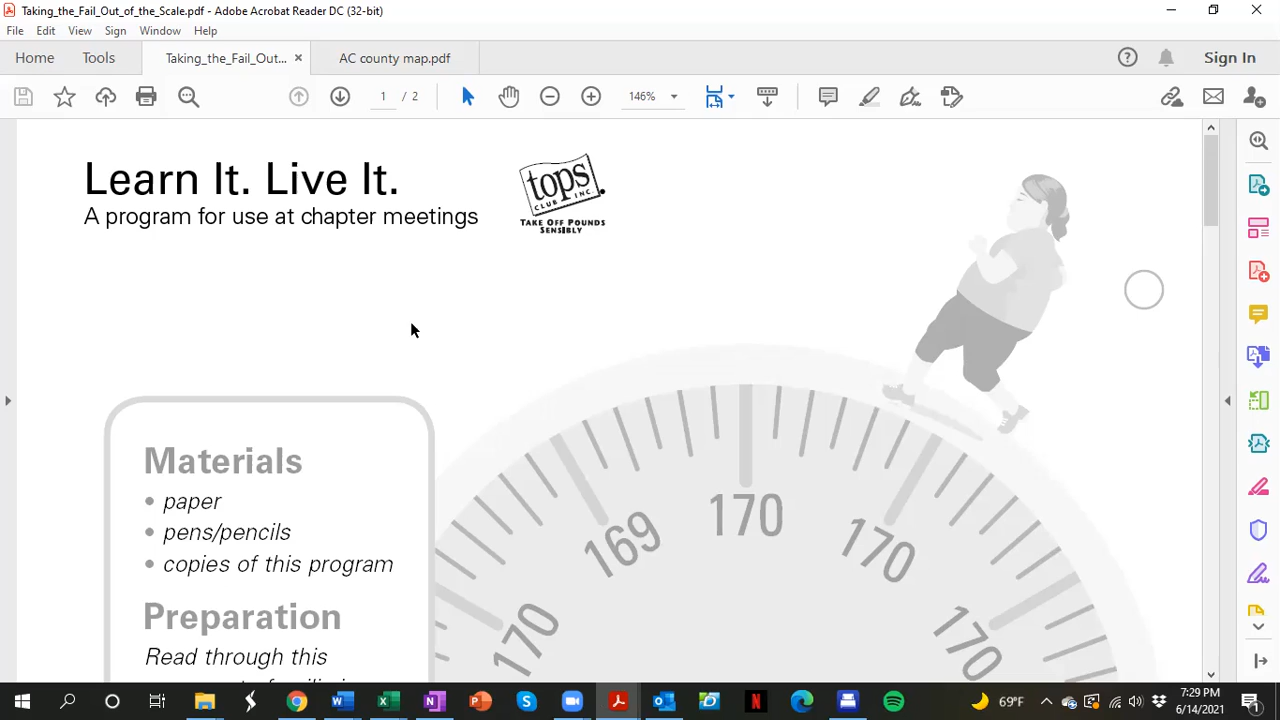 Taking_the_Fail_Out_of_the_Scale.pdf - Adobe Acrobat Reader DC (32-bit)
File Edit View Sign Window Help
Home Tools Taking_the_Fail_Out... × AC county map.pdf Sign In
1 / 2 146%
Learn It. Live It.
A program for use at chapter meetings
tops
CLUB INC.
TAKE OFF POUNDS
SENSIBLY
Materials
• paper
• pens/pencils
• copies of this program
Preparation
Read through this
170
169
170
170
170
69°F
7:29 PM
6/14/2021
1